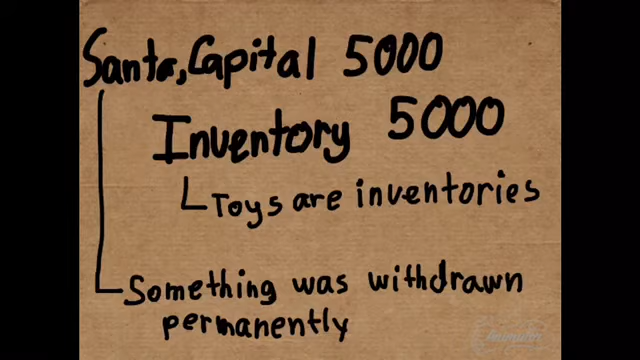 Santa, Capital 5000
Inventory 5000
Toys are inventories
Something was withdrawn
permanently